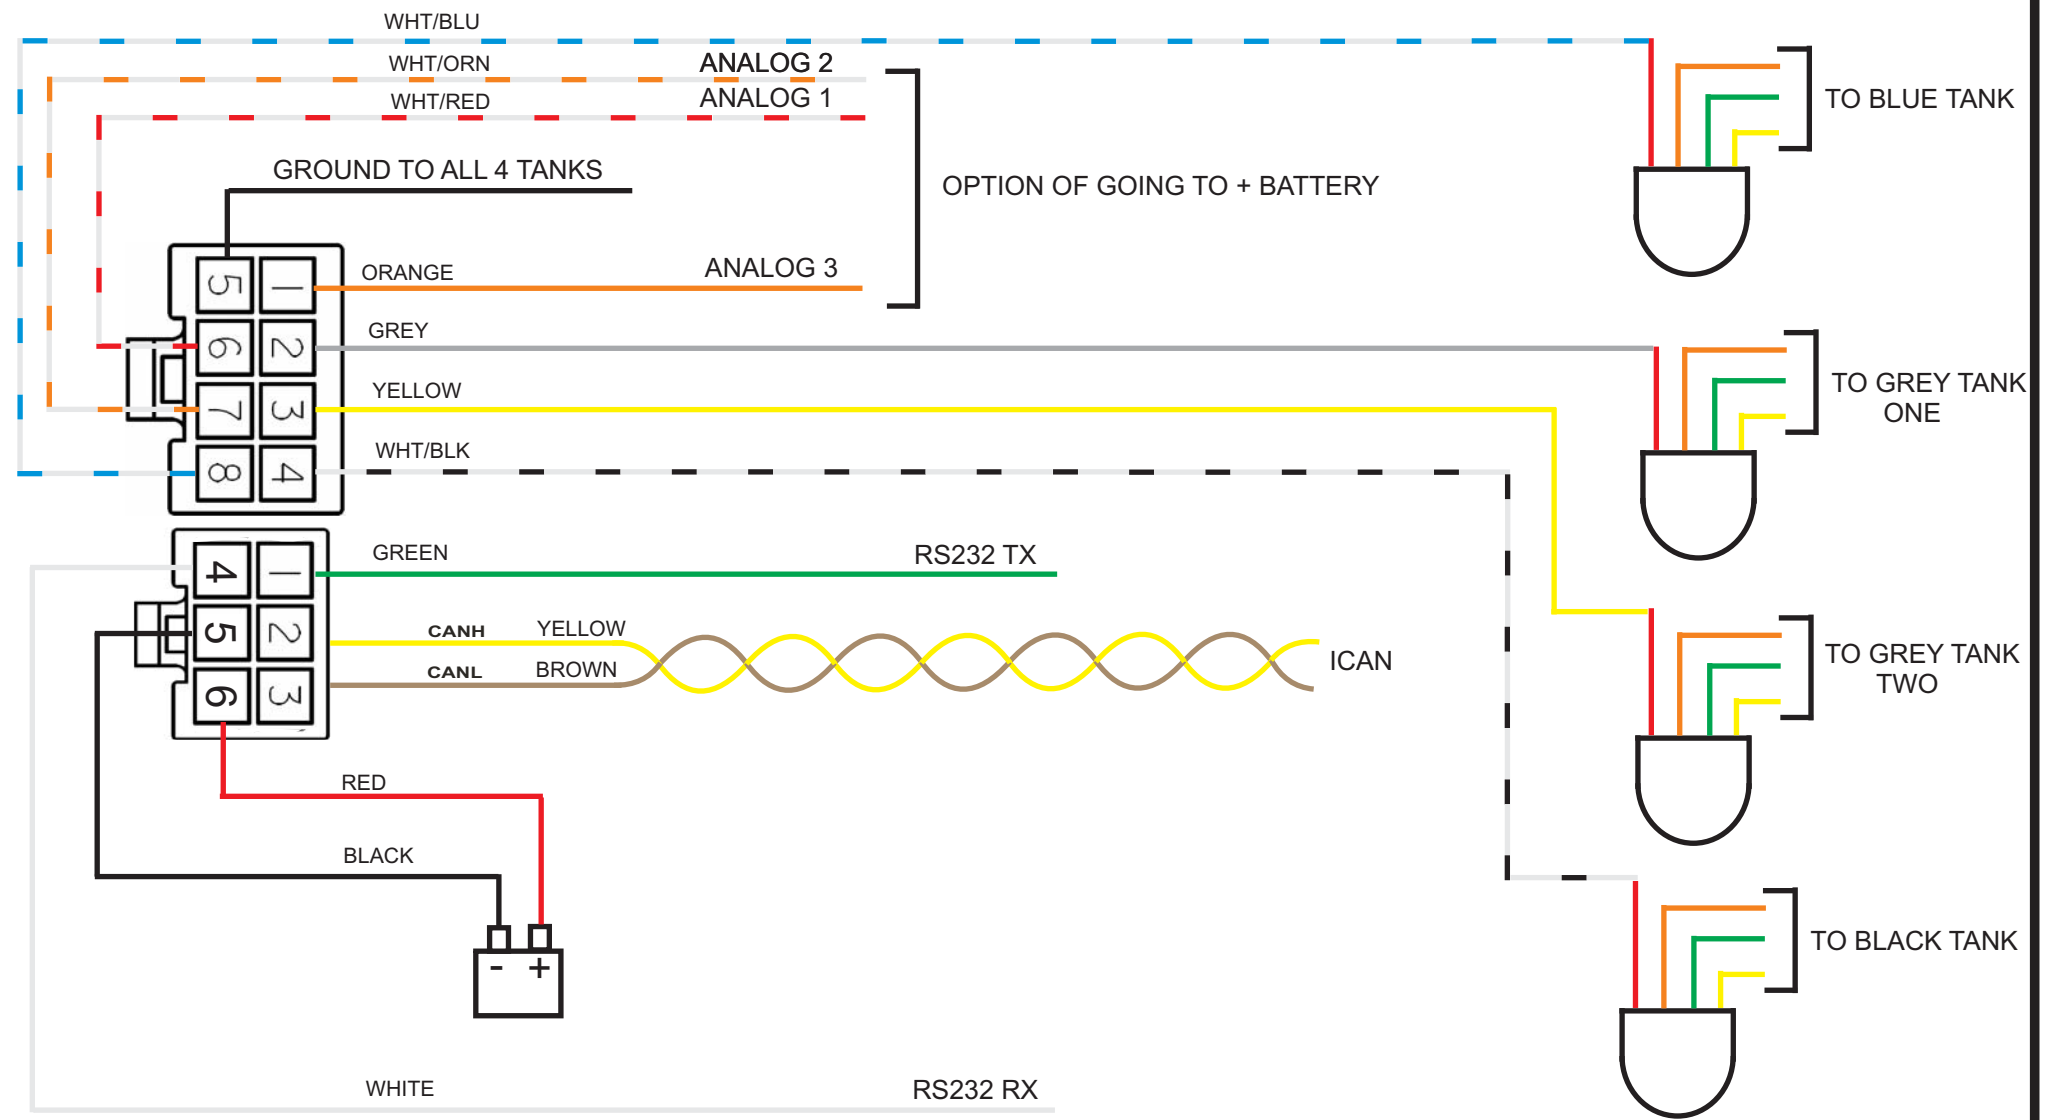 WHT/BLU
WHT/ORN
ANALOG 2
WHT/RED
ANALOG 1
TO BLUE TANK
GROUND TO ALL 4 TANKS
OPTION OF GOING TO + BATTERY
ORANGE
ANALOG 3
5
1
GREY
6
2
TO GREY TANK
ONE
YELLOW
7
3
WHT/BLK
8
4
GREEN
RS232 TX
4
1
CANH
YELLOW
5
2
ICAN
CANL
BROWN
TO GREY TANK
TWO
6
3
RED
BLACK
TO BLACK TANK
- +
WHITE
RS232 RX